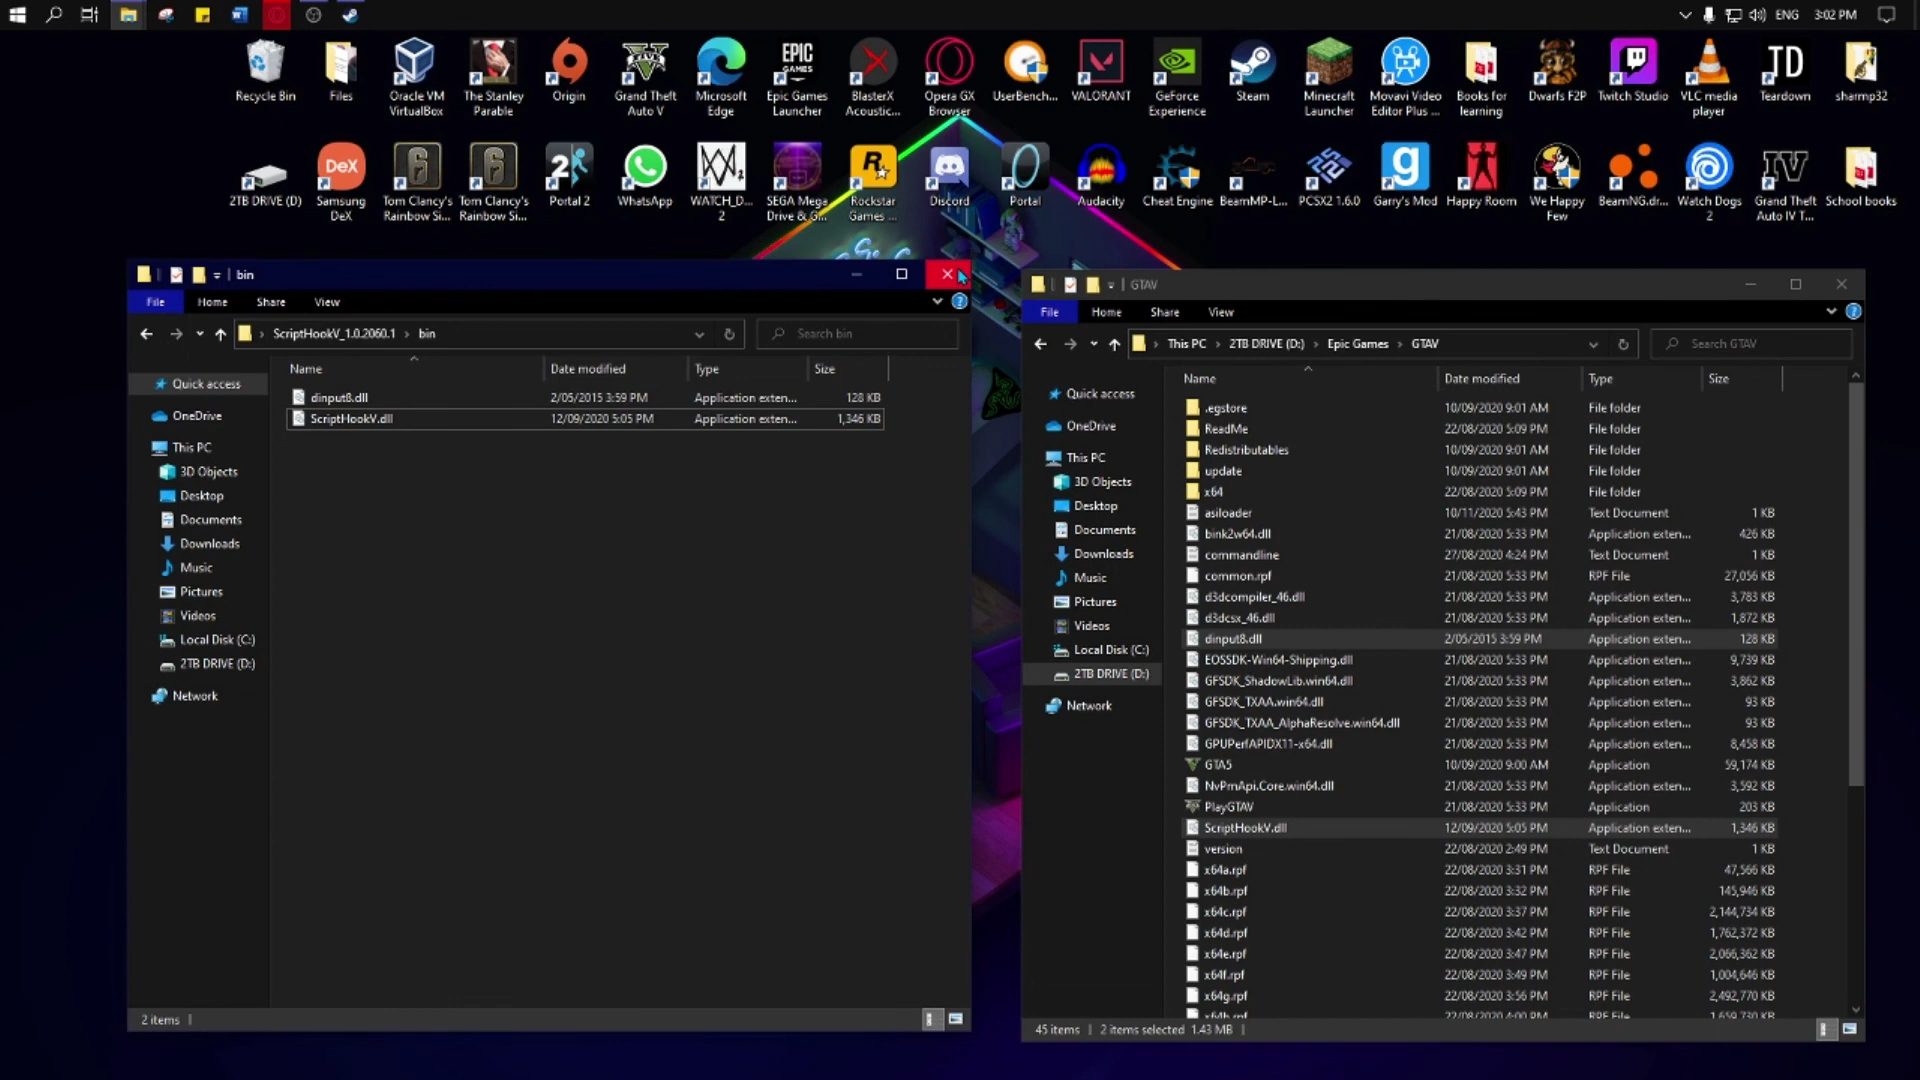 ENG
3:02 PM
Recycle Bin
Files
Oracle VM
VirtualBox
The Stanley
Parable
Origin
Grand Theft
Auto V
Microsoft
Edge
EPIC
GAMES
Epic Games
Launcher
BlasterX
Acoustic...
Opera GX
Browser
UserBench...
VALORANT
GeForce
Experience
Steam
Minecraft
Launcher
Movavi Video
Editor Plus ...
Books for
learning
Dwarfs F2P
Twitch Studio
VLC media
player
TD
Teardown
sharmp32
2TB DRIVE (D)
DeX
Samsung
DeX
Tom Clancy's
Rainbow Si...
Tom Clancy's
Rainbow Si...
Portal 2
WhatsApp
WATCH_D...
2
SEGA Mega
Drive & G...
Rockstar
Games ...
Discord
Portal
Audacity
Cheat Engine
BeamMP-L...
PCSX2 1.6.0
Garry's Mod
Happy Room
We Happy
Few
BeamNG.dr...
Watch Dogs
2
IV
Grand Theft
Auto IV T...
School books
bin
File
Home
Share
View
ScriptHookV_1.0.2060.1 > bin
Search bin
Name
Date modified
Type
Size
dinput8.dll 2/05/2015 3:59 PM Application exten... 128 KB
ScriptHookV.dll 12/09/2020 5:05 PM Application exten... 1,346 KB
Quick access
OneDrive
This PC
3D Objects
Desktop
Documents
Downloads
Music
Pictures
Videos
Local Disk (C:)
2TB DRIVE (D:)
Network
2 items
GTAV
File
Home
Share
View
This PC > 2TB DRIVE (D:) > Epic Games > GTAV
Search GTAV
Name
Date modified
Type
Size
Quick access
OneDrive
This PC
3D Objects
Desktop
Documents
Downloads
Music
Pictures
Videos
Local Disk (C:)
2TB DRIVE (D:)
Network
.egstore 10/09/2020 9:01 AM File folder
ReadMe 22/08/2020 5:09 PM File folder
Redistributables 10/09/2020 9:01 AM File folder
update 10/09/2020 9:01 AM File folder
x64 22/08/2020 5:09 PM File folder
asiloader 10/11/2020 5:43 PM Text Document 1 KB
bink2w64.dll 21/08/2020 5:33 PM Application exten... 426 KB
commandline 27/08/2020 4:24 PM Text Document 1 KB
common.rpf 21/08/2020 5:33 PM RPF File 27,056 KB
d3dcompiler_46.dll 21/08/2020 5:33 PM Application exten... 3,783 KB
d3dcsx_46.dll 21/08/2020 5:33 PM Application exten... 1,872 KB
dinput8.dll 2/05/2015 3:59 PM Application exten... 128 KB
EOSSDK-Win64-Shipping.dll 21/08/2020 5:33 PM Application exten... 9,739 KB
GFSDK_ShadowLib.win64.dll 21/08/2020 5:33 PM Application exten... 3,862 KB
GFSDK_TXAA.win64.dll 21/08/2020 5:33 PM Application exten... 93 KB
GFSDK_TXAA_AlphaResolve.win64.dll 21/08/2020 5:33 PM Application exten... 93 KB
GPUPerfAPIDX11-x64.dll 21/08/2020 5:33 PM Application exten... 8,458 KB
GTA5 10/09/2020 9:00 AM Application 59,174 KB
NvPmApi.Core.win64.dll 21/08/2020 5:33 PM Application exten... 3,592 KB
PlayGTAV 21/08/2020 5:33 PM Application 203 KB
ScriptHookV.dll 12/09/2020 5:05 PM Application exten... 1,346 KB
version 22/08/2020 2:49 PM Text Document 1 KB
x64a.rpf 22/08/2020 3:31 PM RPF File 47,566 KB
x64b.rpf 22/08/2020 3:32 PM RPF File 145,946 KB
x64c.rpf 22/08/2020 3:37 PM RPF File 2,144,734 KB
x64d.rpf 22/08/2020 3:42 PM RPF File 1,762,372 KB
x64e.rpf 22/08/2020 3:47 PM RPF File 2,066,362 KB
x64f.rpf 22/08/2020 3:49 PM RPF File 1,004,646 KB
x64g.rpf 22/08/2020 3:56 PM RPF File 2,492,770 KB
x64h.rpf 22/08/2020 4:00 PM RPF File 1,659,730 KB
45 items
2 items selected 1.43 MB